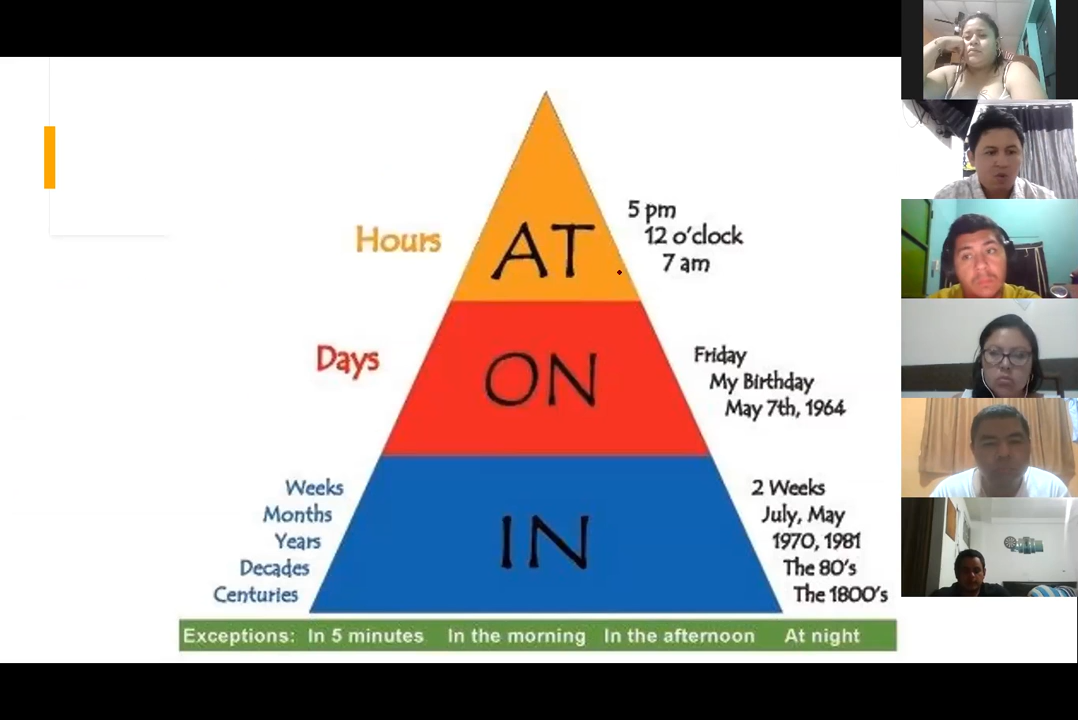 Hours
AT
5 pm
12 o'clock
7 am
Days
ON
Friday
My Birthday
May 7th, 1964
Weeks
Months
Years
Decades
Centuries
IN
2 Weeks
July, May
1970, 1981
The 80's
The 1800's
Exceptions: In 5 minutes In the morning In the afternoon At night